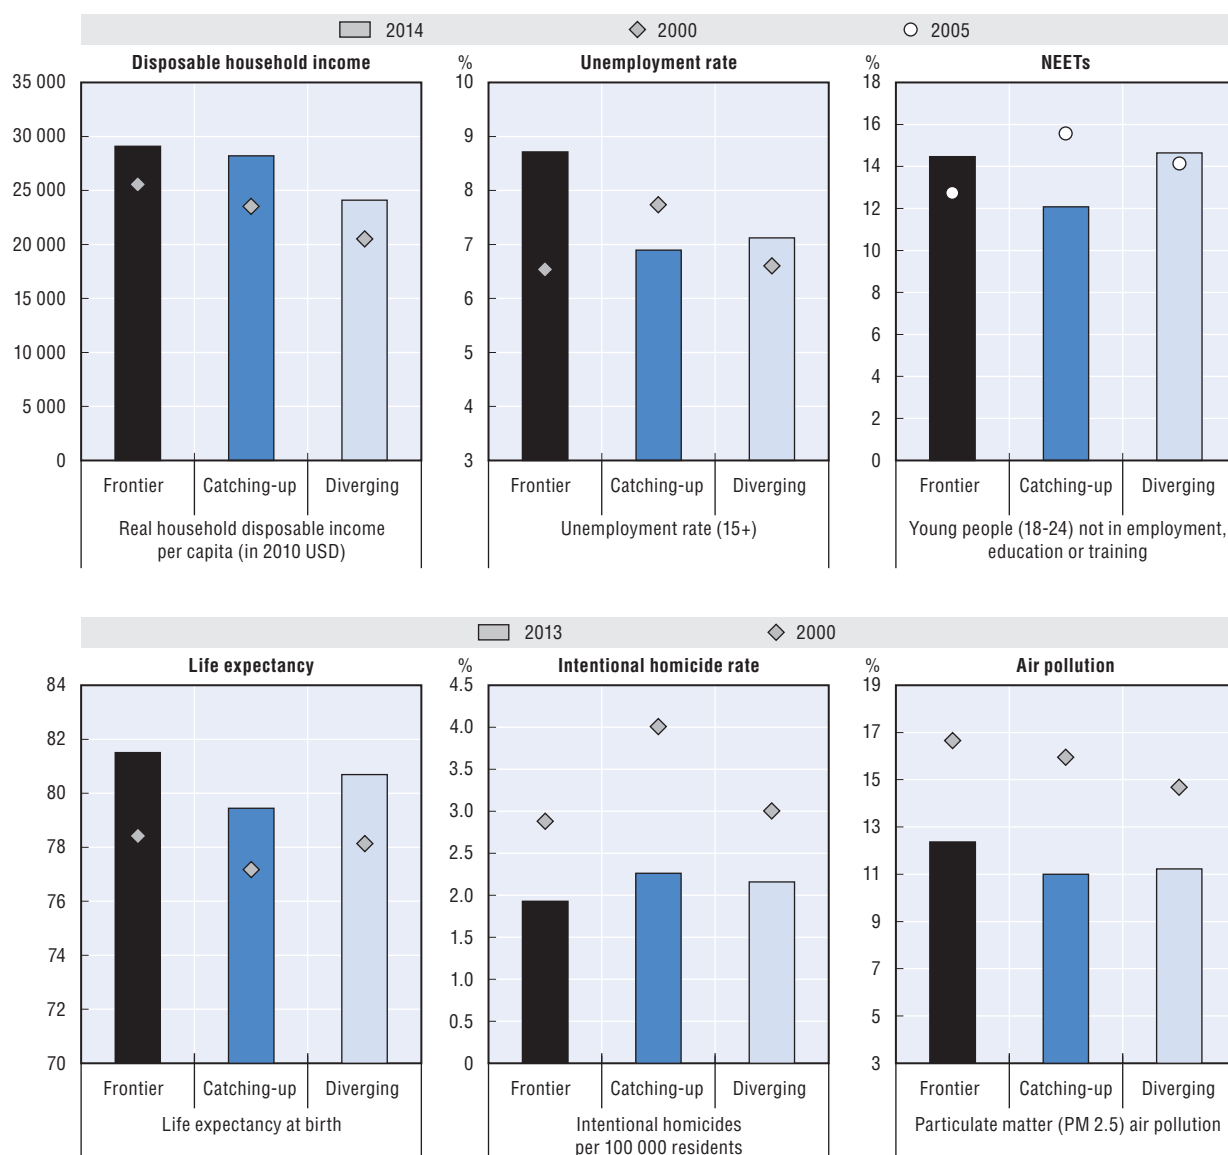 2014 2000 2005
Disposable household income
35 000
30 000
25 000
20 000
15 000
10 000
5 000
0
Frontier Catching-up Diverging
Real household disposable income
per capita (in 2010 USD)
% Unemployment rate
10
9
8
7
6
5
4
3
Frontier Catching-up Diverging
Unemployment rate (15+)
% NEETs
18
16
14
12
10
8
6
4
2
0
Frontier Catching-up Diverging
Young people (18-24) not in employment,
education or training
2013 2000
Life expectancy
84
82
80
78
76
74
72
70
Frontier Catching-up Diverging
Life expectancy at birth
% Intentional homicide rate
4.5
4.0
3.5
3.0
2.5
2.0
1.5
1.0
0.5
0
Frontier Catching-up Diverging
Intentional homicides
per 100 000 residents
% Air pollution
19
17
15
13
11
9
7
5
3
Frontier Catching-up Diverging
Particulate matter (PM 2.5) air pollution